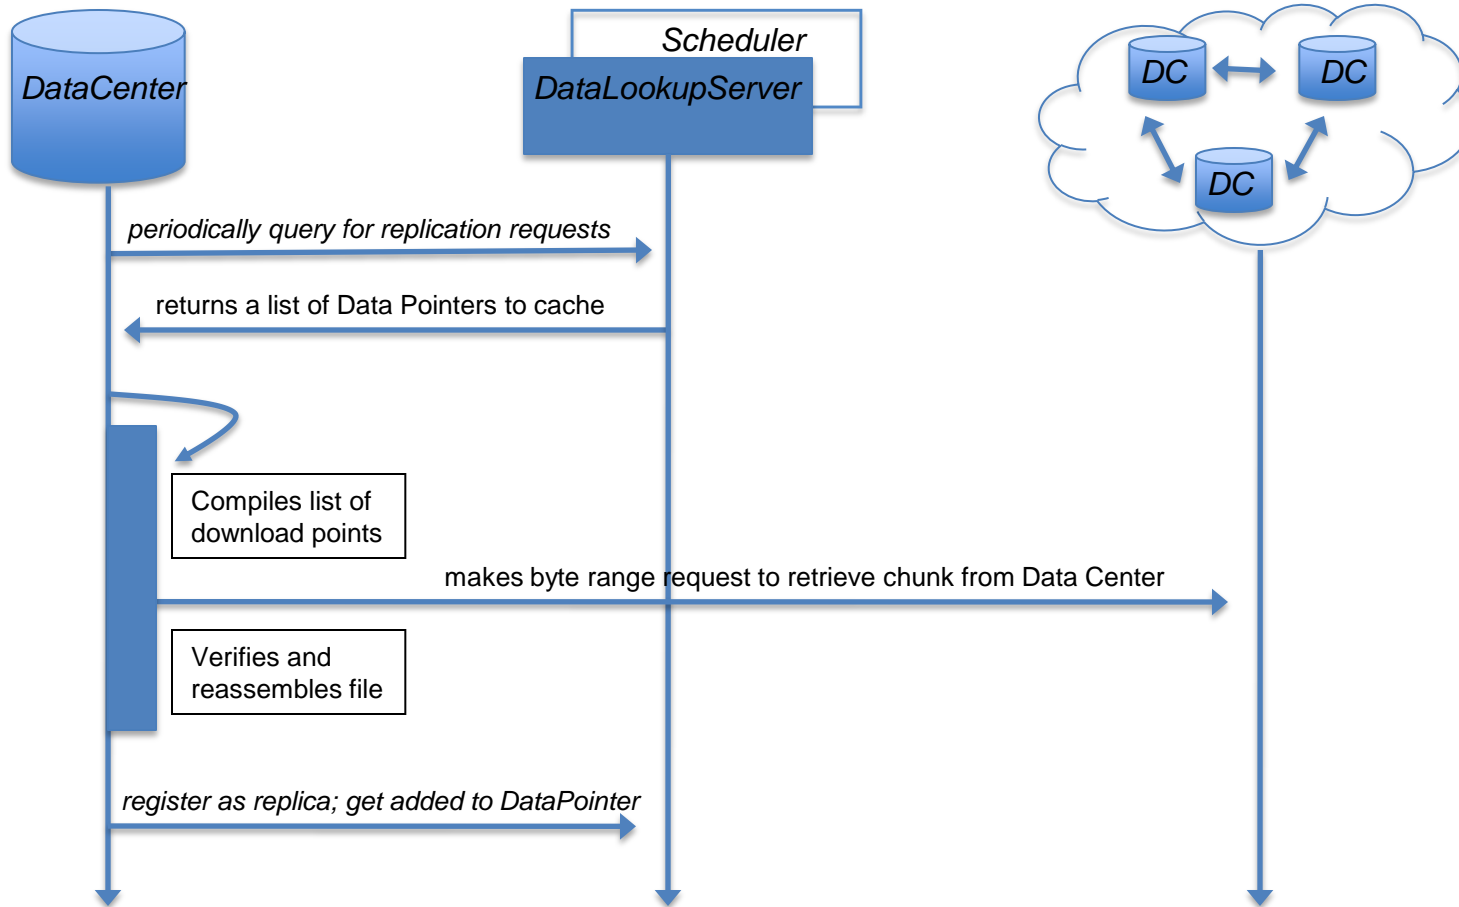 Scheduler
DataCenter
DataLookupServer
DC
DC
DC
periodically query for replication requests
returns a list of Data Pointers to cache
Compiles list of
download points
makes byte range request to retrieve chunk from Data Center
Verifies and
reassembles file
register as replica; get added to DataPointer